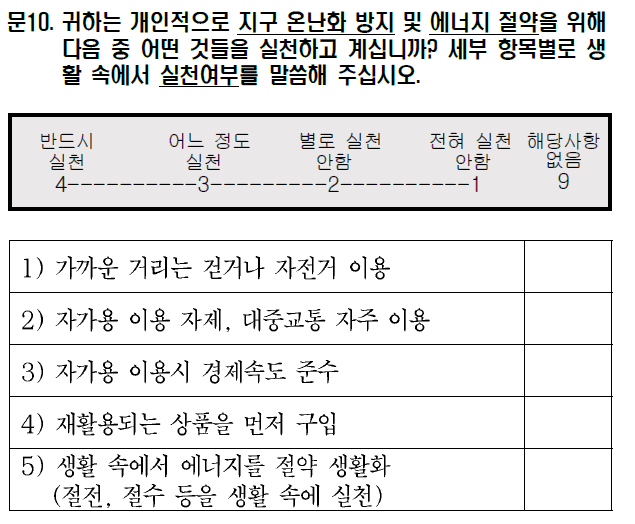 문10. 귀하는 개인적으로 지구 온난화 방지 및 에너지 절약을 위해
다음 중 어떤 것들을 실천하고 계십니까? 세부 항목별로 생
활 속에서 실천여부를 말씀해 주십시오.
반드시 어느 정도 별로 실천 전혀 실천 해당사항
실천 실천 안함 안함 없음
4----------3---------2----------1 9
1) 가까운 거리는 걷거나 자전거 이용
2) 자가용 이용 자제, 대중교통 자주 이용
3) 자가용 이용시 경제속도 준수
4) 재활용되는 상품을 먼저 구입
5) 생활 속에서 에너지를 절약 생활화
(절전, 절수 등을 생활 속에 실천)